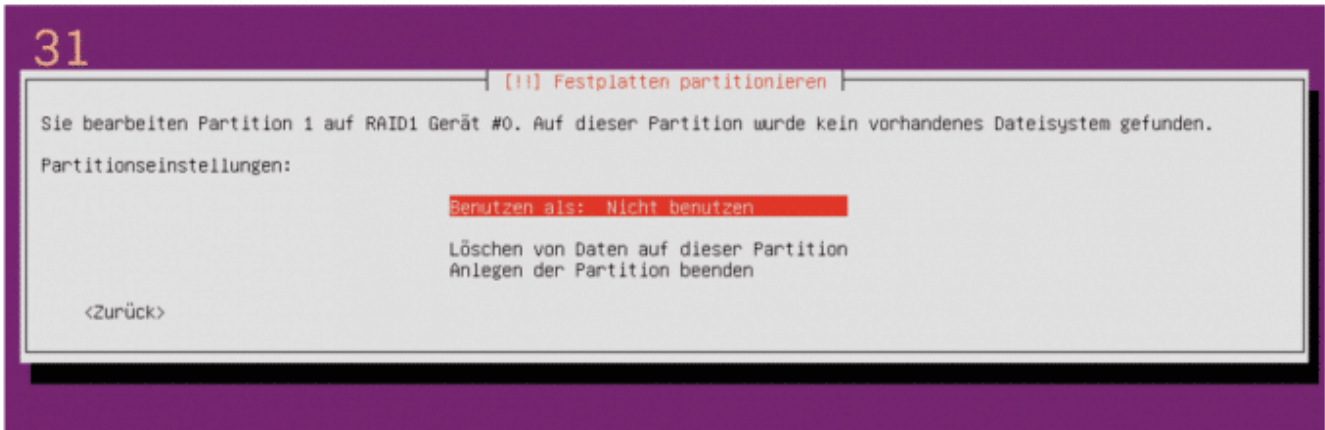 31
[!!] Festplatten partitionieren
Sie bearbeiten Partition 1 auf RAID1 Gerät #0. Auf dieser Partition wurde kein vorhandenes Dateisystem gefunden.
Partitionseinstellungen:
Benutzen als: Nicht benutzen
Löschen von Daten auf dieser Partition
Anlegen der Partition beenden
<Zurück>